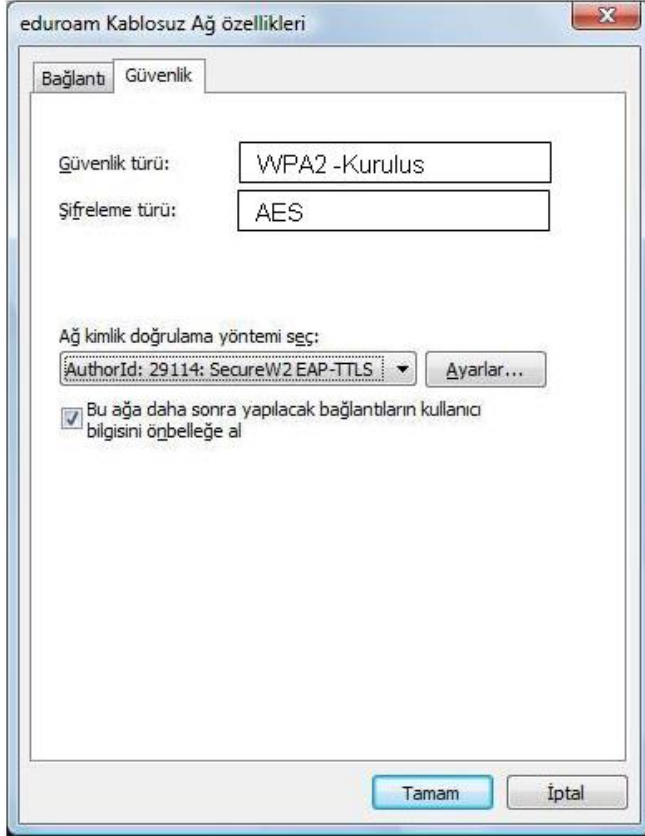 eduroam Kablosuz Ağ özellikleri
Bağlantı Güvenlik
Güvenlik türü: WPA2 -Kurulus
Şifreleme türü: AES
Ağ kimlik doğrulama yöntemi seç:
AuthorId: 29114: SecureW2 EAP-TTLS Ayarlar...
Bu ağa daha sonra yapılacak bağlantıların kullanıcı
bilgisini önbelleğe al
Tamam İptal